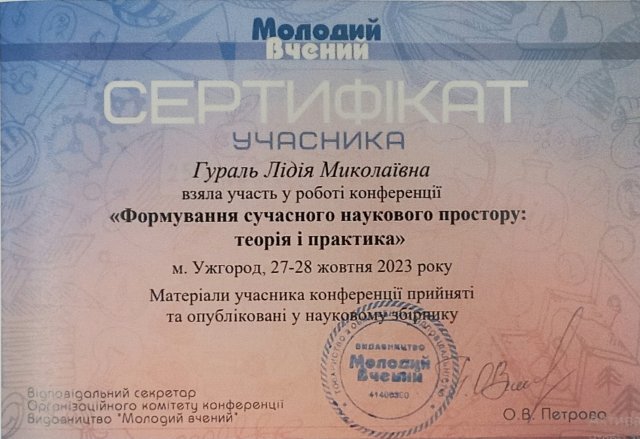 Молодий
Вчений
СЕРТИФІКАТ
УЧАСНИКА
Гураль Лідія Миколаївна
взяла участь у роботі конференції
«Формування сучасного наукового простору:
теорія і практика»
м. Ужгород, 27-28 жовтня 2023 року
Матеріали учасника конференції прийняті
та опубліковані у науковому збірнику
ВИДАВНИЦТВО
Молодий
Вчений
Відповідальний секретар
Організаційного комітету конференції
Видавництво "Молодий вчений"
О.В. Петрова